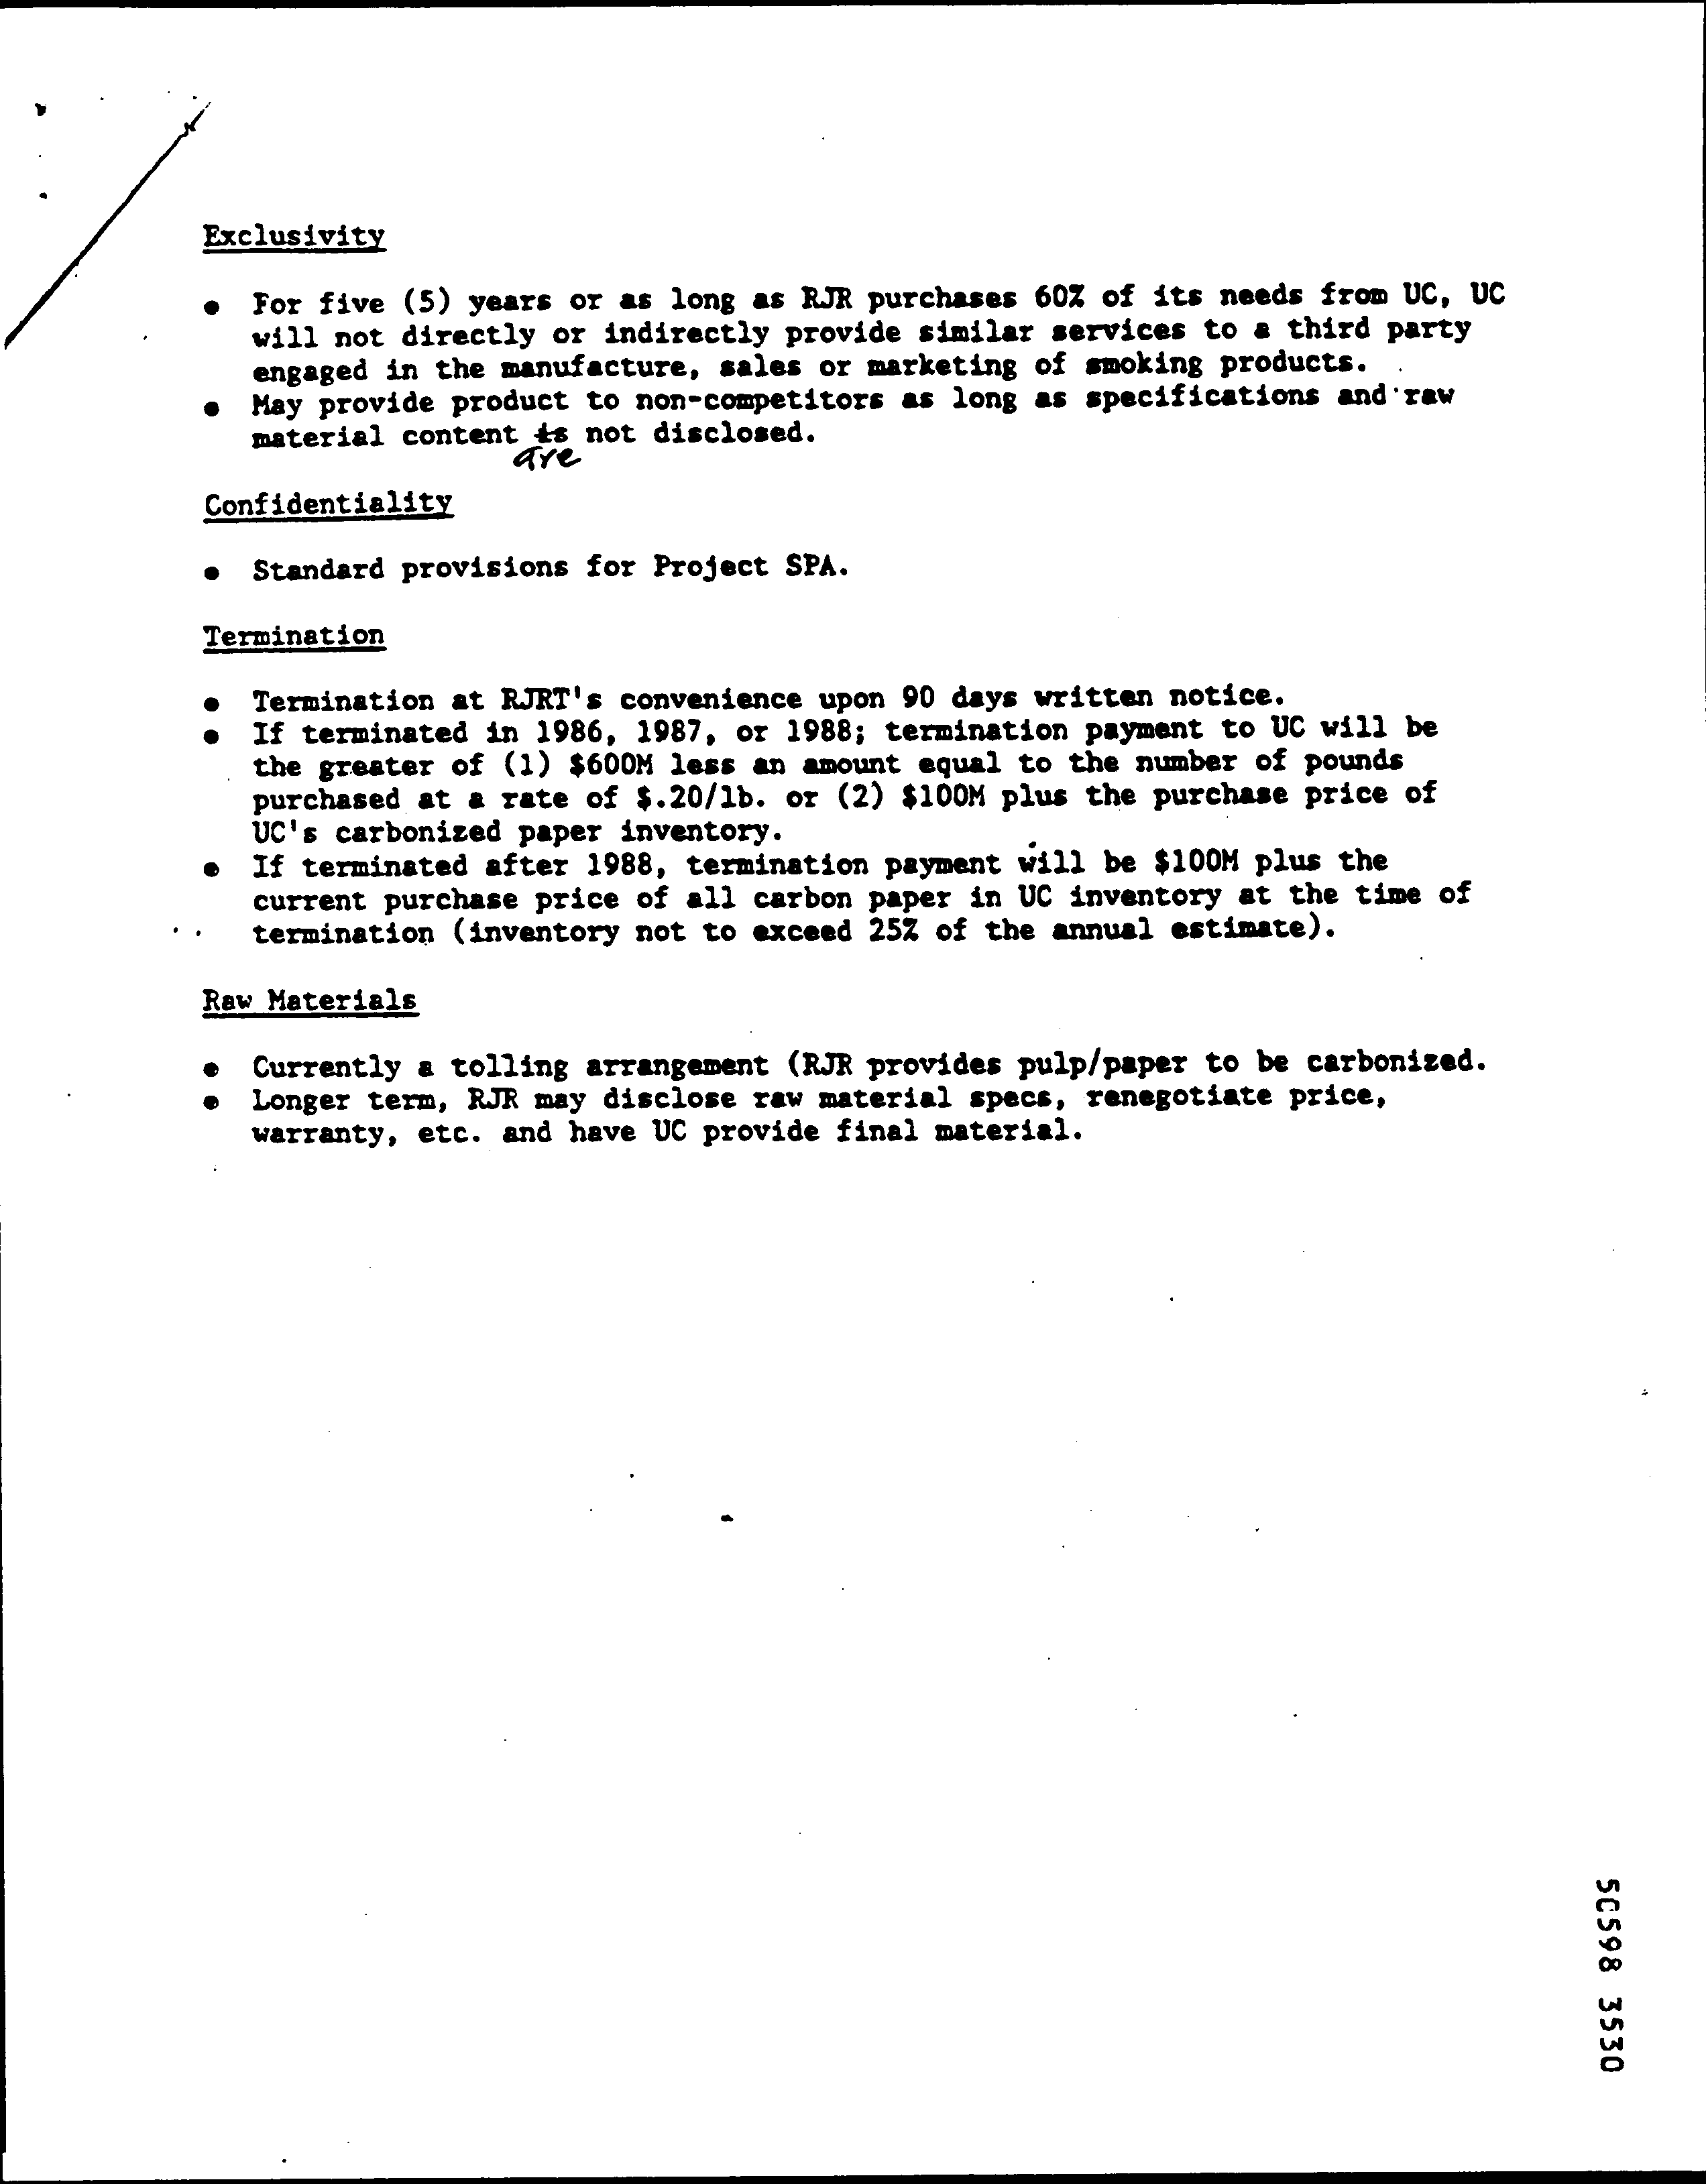 Exclusivity
● For five (5) years or as long as RJR purchases 60% of its needs from UC, UC
will not directly or indirectly provide similar services to a third party
engaged in the manufacture, sales or marketing of smoking products.
● May provide product to non-competitors as long as specifications and raw
material content is not disclosed.
are
Confidentiality
● Standard provisions for Project SPA.
Termination
● Termination at RJRT's convenience upon 90 days written notice.
● If terminated in 1986, 1987, or 1988; termination payment to UC will be
the greater of (1) $600M less an amount equal to the number of pounds
purchased at a rate of $.20/lb. or (2) $100M plus the purchase price of
UC's carbonized paper inventory.
● If terminated after 1988, termination payment will be $100M plus the
current purchase price of all carbon paper in UC inventory at the time of
termination (inventory not to exceed 25% of the annual estimate).
Raw Materials
● Currently a tolling arrangement (RJR provides pulp/paper to be carbonized.
● Longer term, RJR may disclose raw material specs, renegotiate price,
warranty, etc. and have UC provide final material.
50598 3530